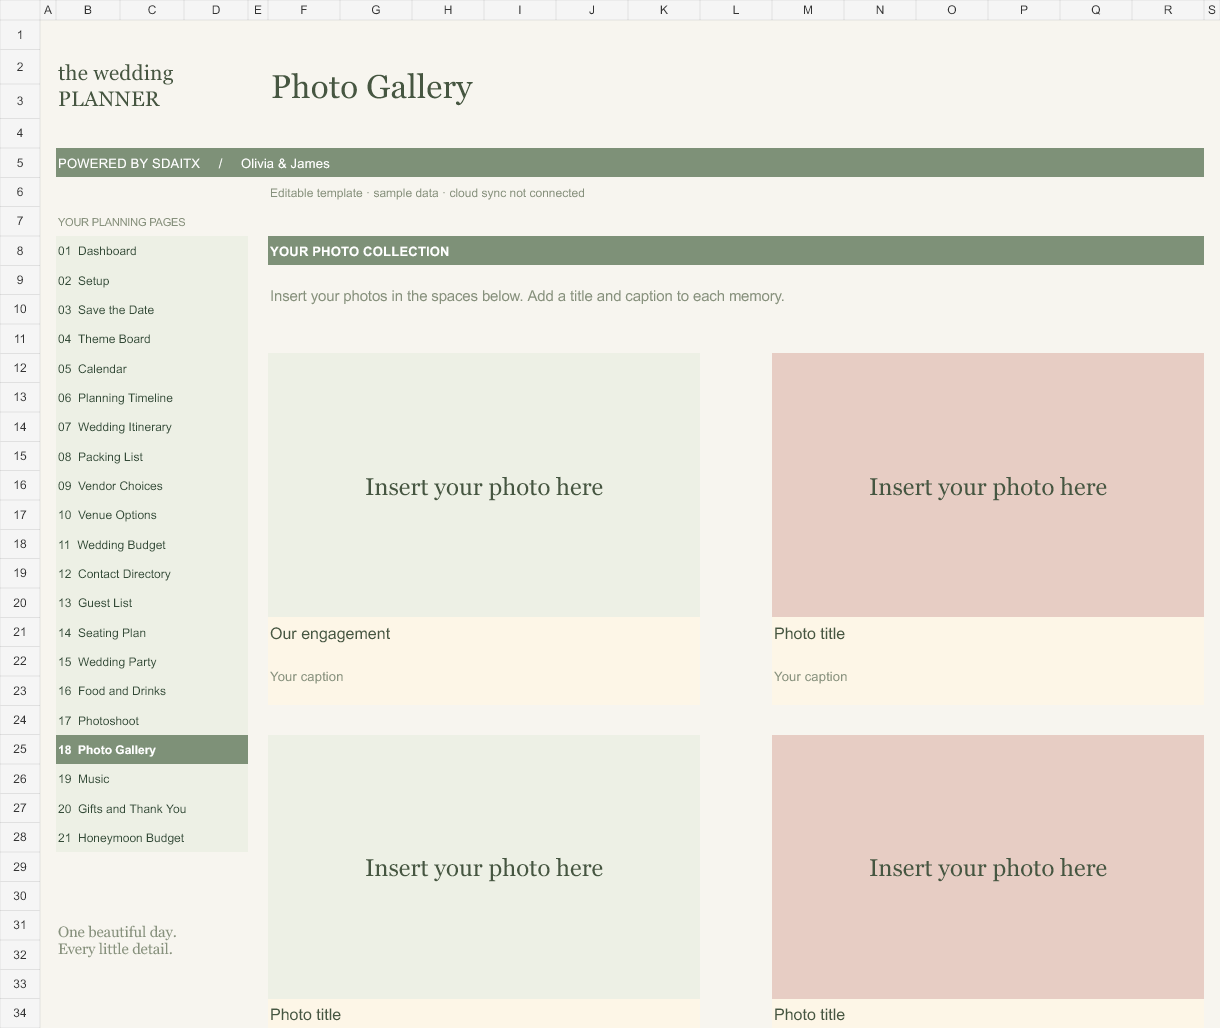 A B C D E F G H I J K L M N O P Q R S
1
2
3
4
5
6
7
8
9
10
11
12
13
14
15
16
17
18
19
20
21
22
23
24
25
26
27
28
29
30
31
32
33
34
the wedding
PLANNER
Photo Gallery
POWERED BY SDAITX / Olivia & James
Editable template · sample data · cloud sync not connected
YOUR PLANNING PAGES
01 Dashboard
02 Setup
03 Save the Date
04 Theme Board
05 Calendar
06 Planning Timeline
07 Wedding Itinerary
08 Packing List
09 Vendor Choices
10 Venue Options
11 Wedding Budget
12 Contact Directory
13 Guest List
14 Seating Plan
15 Wedding Party
16 Food and Drinks
17 Photoshoot
18 Photo Gallery
19 Music
20 Gifts and Thank You
21 Honeymoon Budget
One beautiful day.
Every little detail.
YOUR PHOTO COLLECTION
Insert your photos in the spaces below. Add a title and caption to each memory.
Insert your photo here
Insert your photo here
Our engagement
Photo title
Your caption
Your caption
Insert your photo here
Insert your photo here
Photo title
Photo title